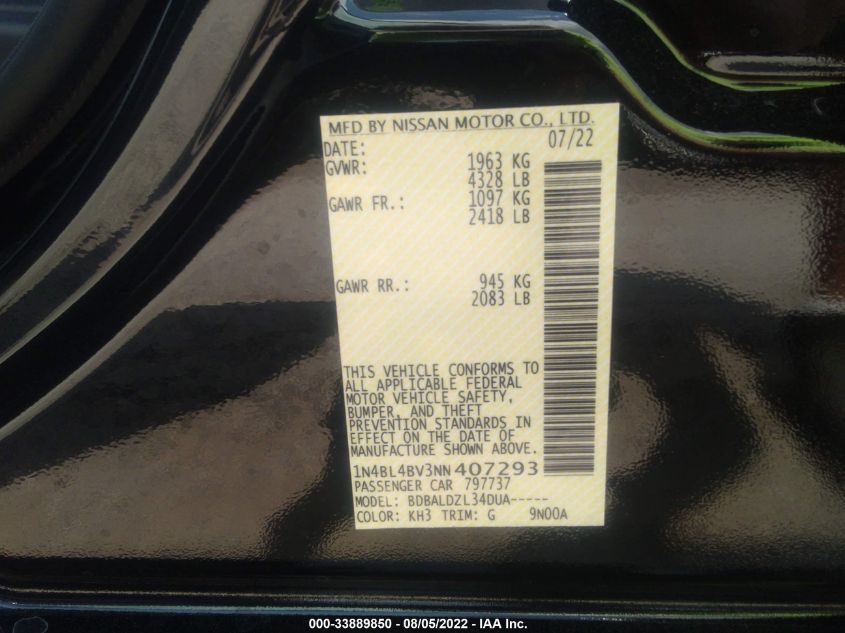 MFD BY NISSAN MOTOR CO., LTD.
DATE: 07/22
GVWR: 1963 KG
4328 LB
GAWR FR.: 1097 KG
2418 LB
GAWR RR.: 945 KG
2083 LB
THIS VEHICLE CONFORMS TO
ALL APPLICABLE FEDERAL
MOTOR VEHICLE SAFETY,
BUMPER, AND THEFT
PREVENTION STANDARDS IN
EFFECT ON THE DATE OF
MANUFACTURE SHOWN ABOVE.
1N4BL4BV3NN407293
PASSENGER CAR 797737
MODEL: BDBALDZL34DUA-----
COLOR: KH3 TRIM: G 9N00A
000-33889850 - 08/05/2022 - IAA Inc.